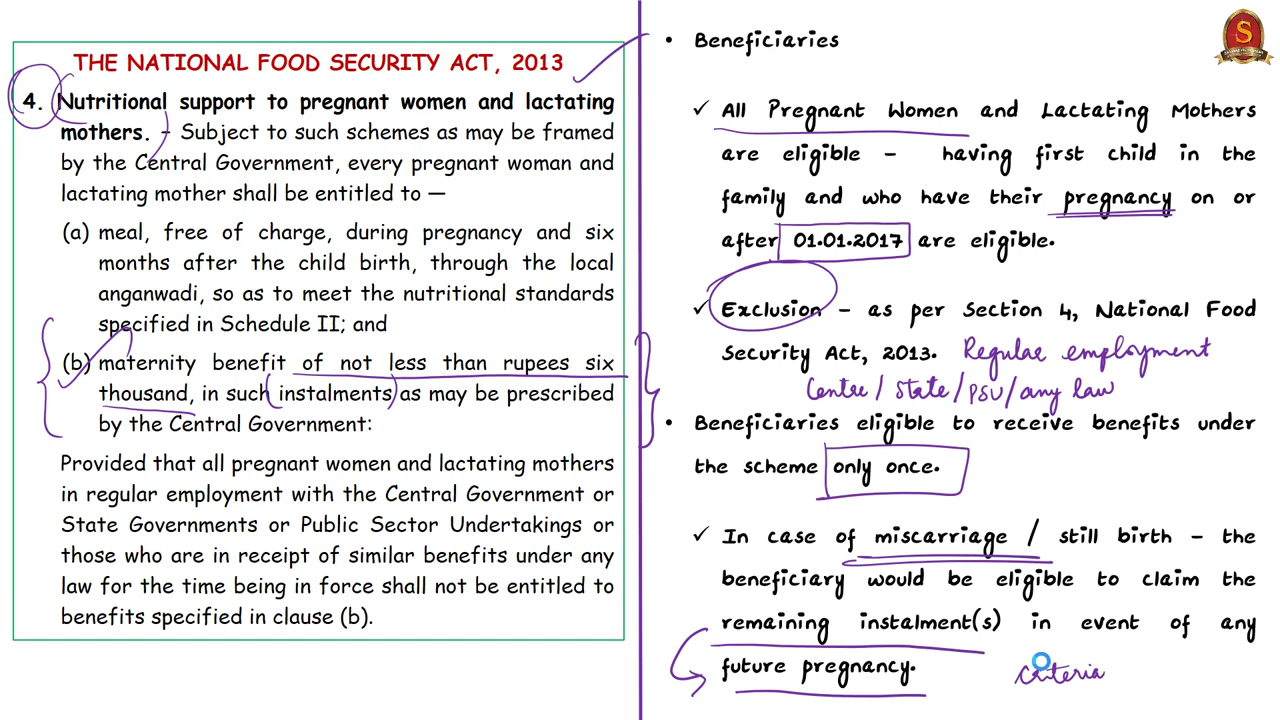 THE NATIONAL FOOD SECURITY ACT, 2013
4. Nutritional support to pregnant women and lactating
mothers. - Subject to such schemes as may be framed
by the Central Government, every pregnant woman and
lactating mother shall be entitled to —
(a) meal, free of charge, during pregnancy and six
months after the child birth, through the local
anganwadi, so as to meet the nutritional standards
specified in Schedule II; and
(b) maternity benefit of not less than rupees six
thousand, in such instalments as may be prescribed
by the Central Government:
Provided that all pregnant women and lactating mothers
in regular employment with the Central Government or
State Governments or Public Sector Undertakings or
those who are in receipt of similar benefits under any
law for the time being in force shall not be entitled to
benefits specified in clause (b).
• Beneficiaries
✓ All Pregnant Women and Lactating Mothers
are eligible – having first child in the
family and who have their pregnancy on or
after 01.01.2017 are eligible.
✓ Exclusion – as per Section 4, National Food
Security Act, 2013. Regular employment
Centre / State / PSU / any law
• Beneficiaries eligible to receive benefits under
the scheme only once.
✓ In case of miscarriage / still birth – the
beneficiary would be eligible to claim the
remaining instalment(s) in event of any
future pregnancy. Criteria
S